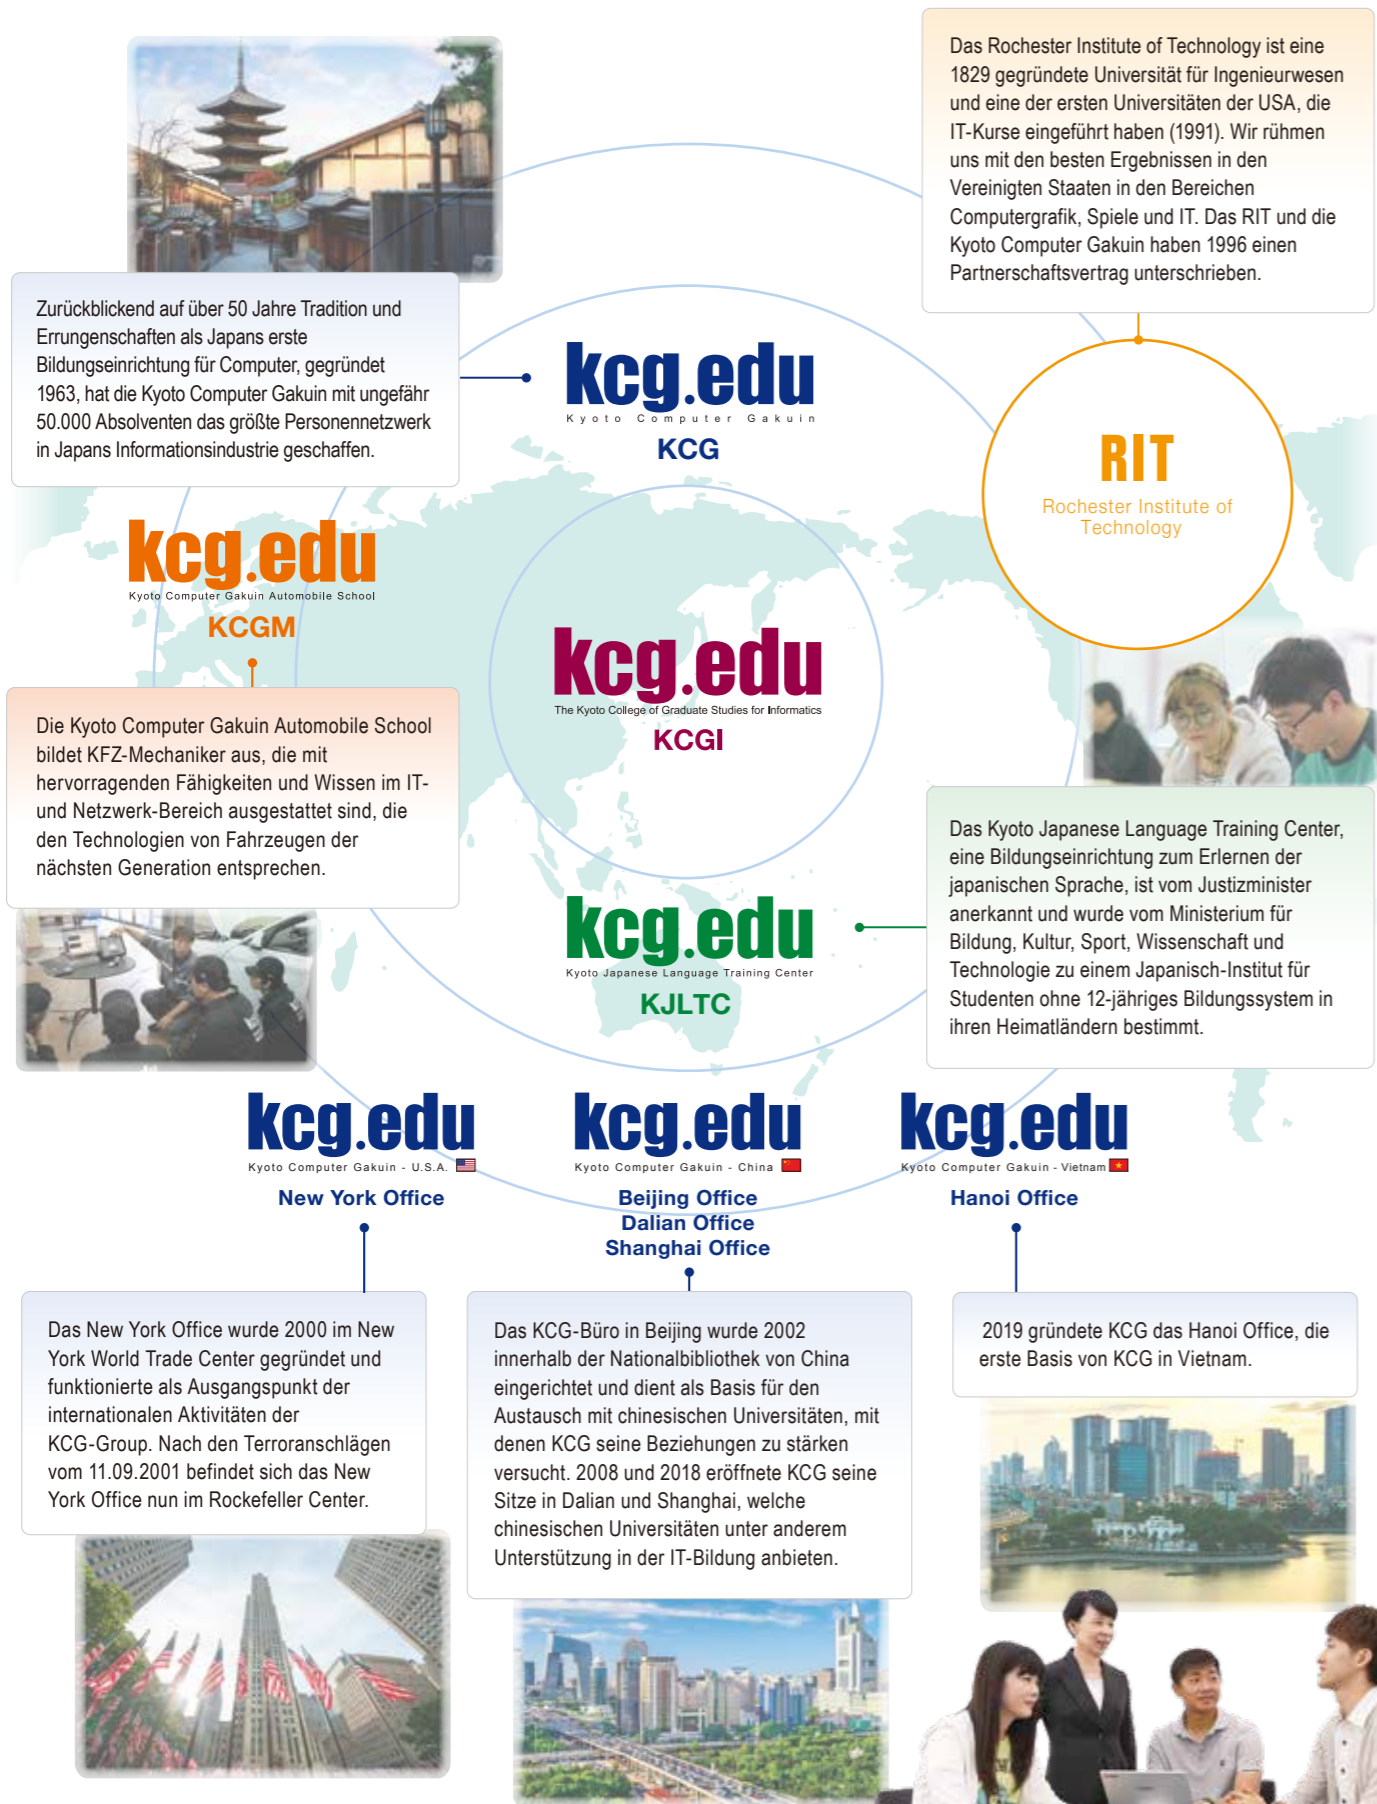 Das Rochester Institute of Technology ist eine
1829 gegründete Universität für Ingenieurwesen
und eine der ersten Universitäten der USA, die
IT-Kurse eingeführt haben (1991). Wir rühmen
uns mit den besten Ergebnissen in den
Vereinigten Staaten in den Bereichen
Computergrafik, Spiele und IT. Das RIT und die
Kyoto Computer Gakuin haben 1996 einen
Partnerschaftsvertrag unterschrieben.
Zurückblickend auf über 50 Jahre Tradition und
Errungenschaften als Japans erste
Bildungseinrichtung für Computer, gegründet
1963, hat die Kyoto Computer Gakuin mit ungefähr
50.000 Absolventen das größte Personennetzwerk
in Japans Informationsindustrie geschaffen.
kcg.edu
Kyoto Computer Gakuin
KCG
RIT
Rochester Institute of
Technology
kcg.edu
Kyoto Computer Gakuin Automobile School
KCGM
kcg.edu
The Kyoto College of Graduate Studies for Informatics
KCGI
Die Kyoto Computer Gakuin Automobile School
bildet KFZ-Mechaniker aus, die mit
hervorragenden Fähigkeiten und Wissen im IT-
und Netzwerk-Bereich ausgestattet sind, die
den Technologien von Fahrzeugen der
nächsten Generation entsprechen.
Das Kyoto Japanese Language Training Center,
eine Bildungseinrichtung zum Erlernen der
japanischen Sprache, ist vom Justizminister
anerkannt und wurde vom Ministerium für
Bildung, Kultur, Sport, Wissenschaft und
Technologie zu einem Japanisch-Institut für
Studenten ohne 12-jähriges Bildungssystem in
ihren Heimatländern bestimmt.
kcg.edu
Kyoto Japanese Language Training Center
KJLTC
kcg.edu
Kyoto Computer Gakuin - U.S.A.
New York Office
kcg.edu
Kyoto Computer Gakuin - China
Beijing Office
Dalian Office
Shanghai Office
kcg.edu
Kyoto Computer Gakuin - Vietnam
Hanoi Office
Das New York Office wurde 2000 im New
York World Trade Center gegründet und
funktionierte als Ausgangspunkt der
internationalen Aktivitäten der
KCG-Group. Nach den Terroranschlägen
vom 11.09.2001 befindet sich das New
York Office nun im Rockefeller Center.
Das KCG-Büro in Beijing wurde 2002
innerhalb der Nationalbibliothek von China
eingerichtet und dient als Basis für den
Austausch mit chinesischen Universitäten, mit
denen KCG seine Beziehungen zu stärken
versucht. 2008 und 2018 eröffnete KCG seine
Sitze in Dalian und Shanghai, welche
chinesischen Universitäten unter anderem
Unterstützung in der IT-Bildung anbieten.
2019 gründete KCG das Hanoi Office, die
erste Basis von KCG in Vietnam.